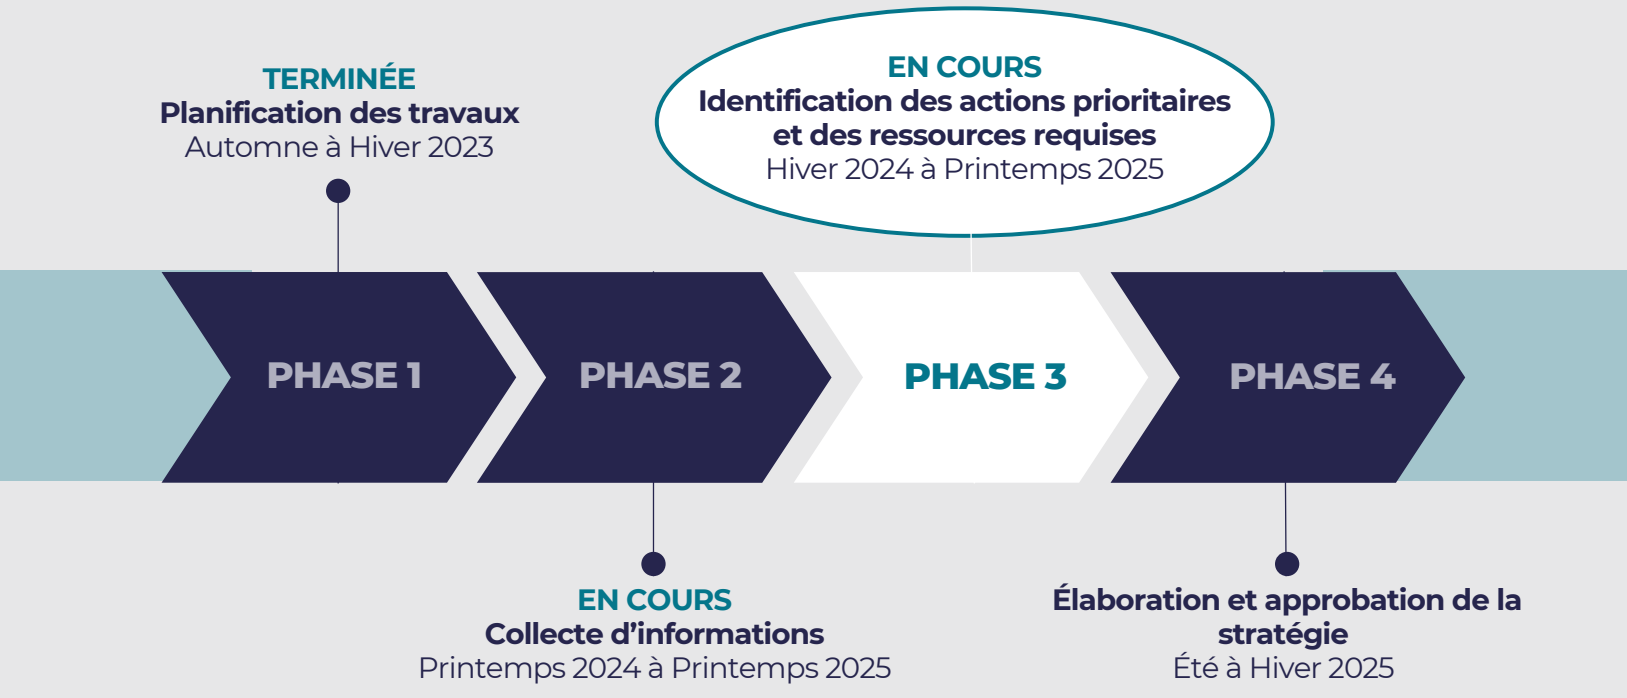 TERMINÉE
Planification des travaux
Automne à Hiver 2023
EN COURS
Identification des actions prioritaires
et des ressources requises
Hiver 2024 à Printemps 2025
PHASE 1
PHASE 2
PHASE 3
PHASE 4
EN COURS
Collecte d’informations
Printemps 2024 à Printemps 2025
Élaboration et approbation de la
stratégie
Été à Hiver 2025